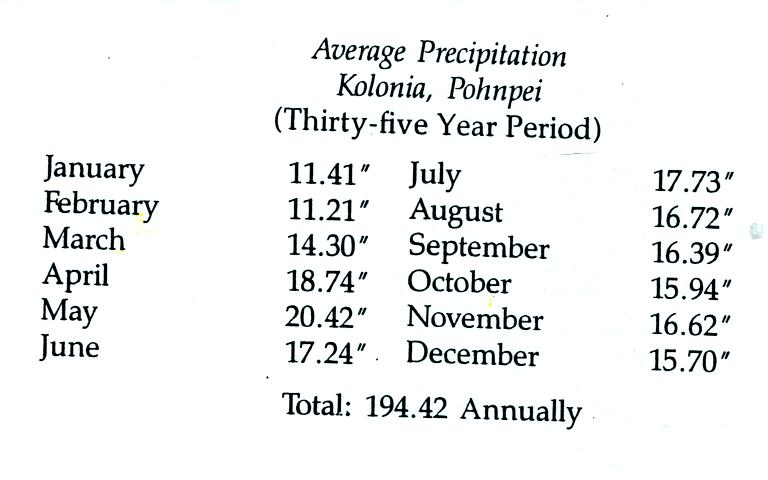 Average Precipitation
Kolonia, Pohnpei
(Thirty-five Year Period)
January 11.41" July 17.73"
February 11.21" August 16.72"
March 14.30" September 16.39"
April 18.74" October 15.94"
May 20.42" November 16.62"
June 17.24" December 15.70"
Total: 194.42 Annually